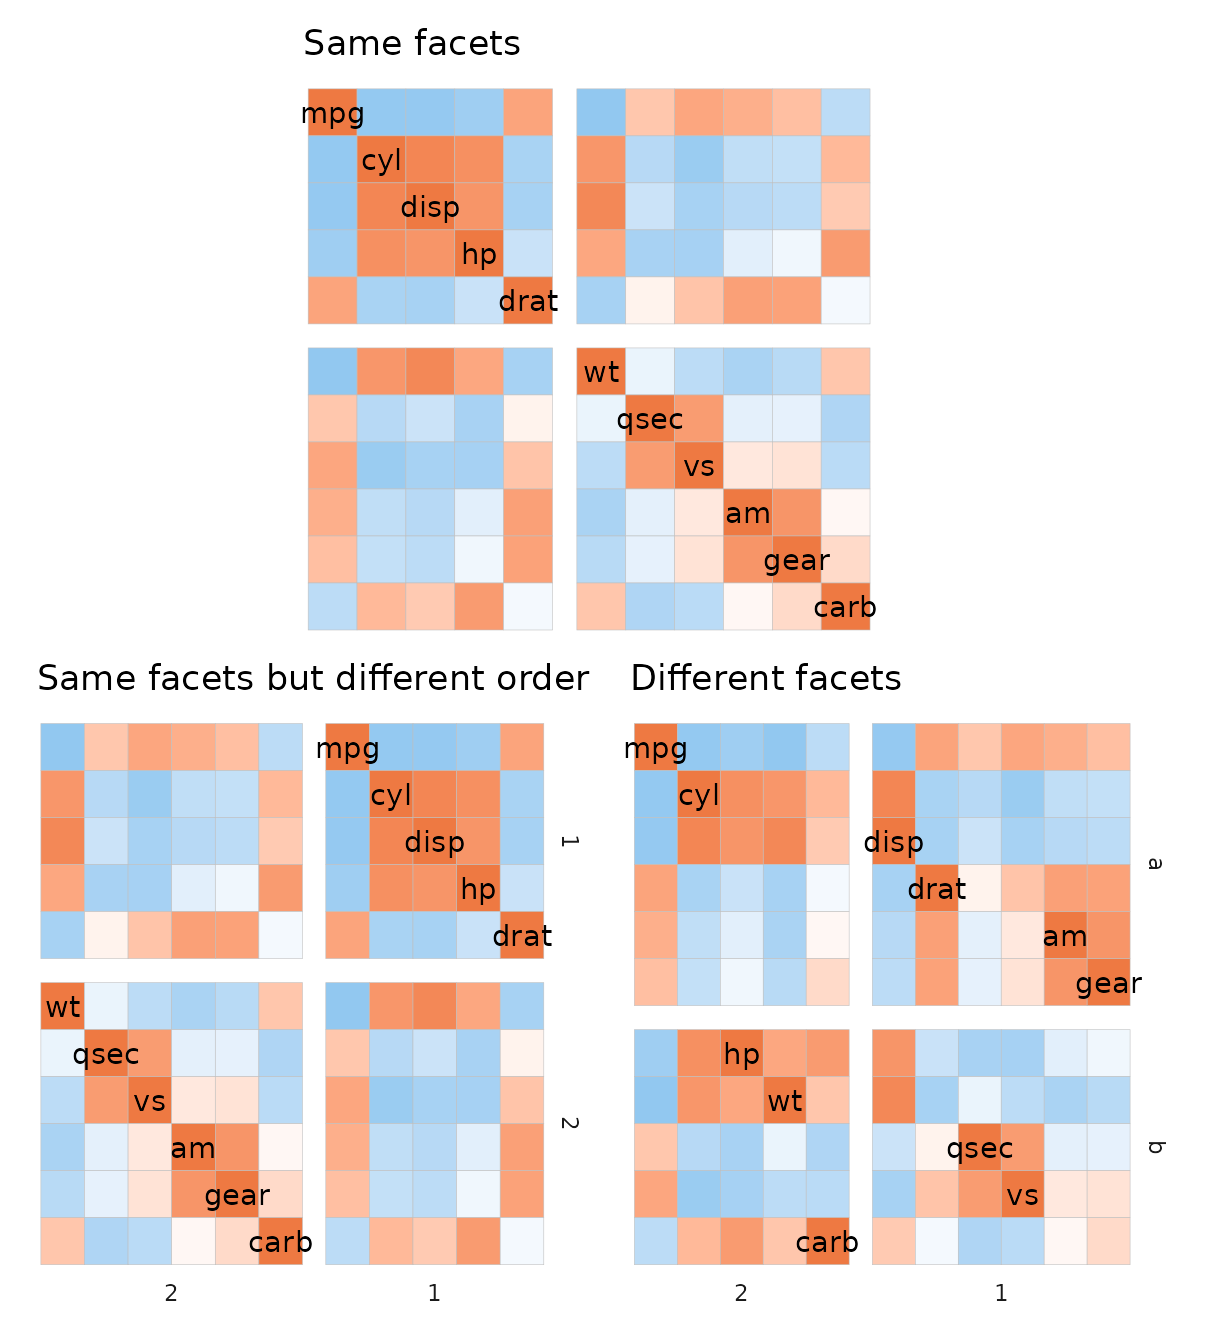 Same facets
mpg
cyl
disp
hp
drat
wt
qsec
vs
am
gear
carb
Same facets but different order
mpg
cyl
disp
hp
drat
1
wt
qsec
vs
am
gear
carb
2
2 1
Different facets
mpg
cyl
disp
drat
am
gear
a
hp
wt
qsec
vs
carb
b
2 1